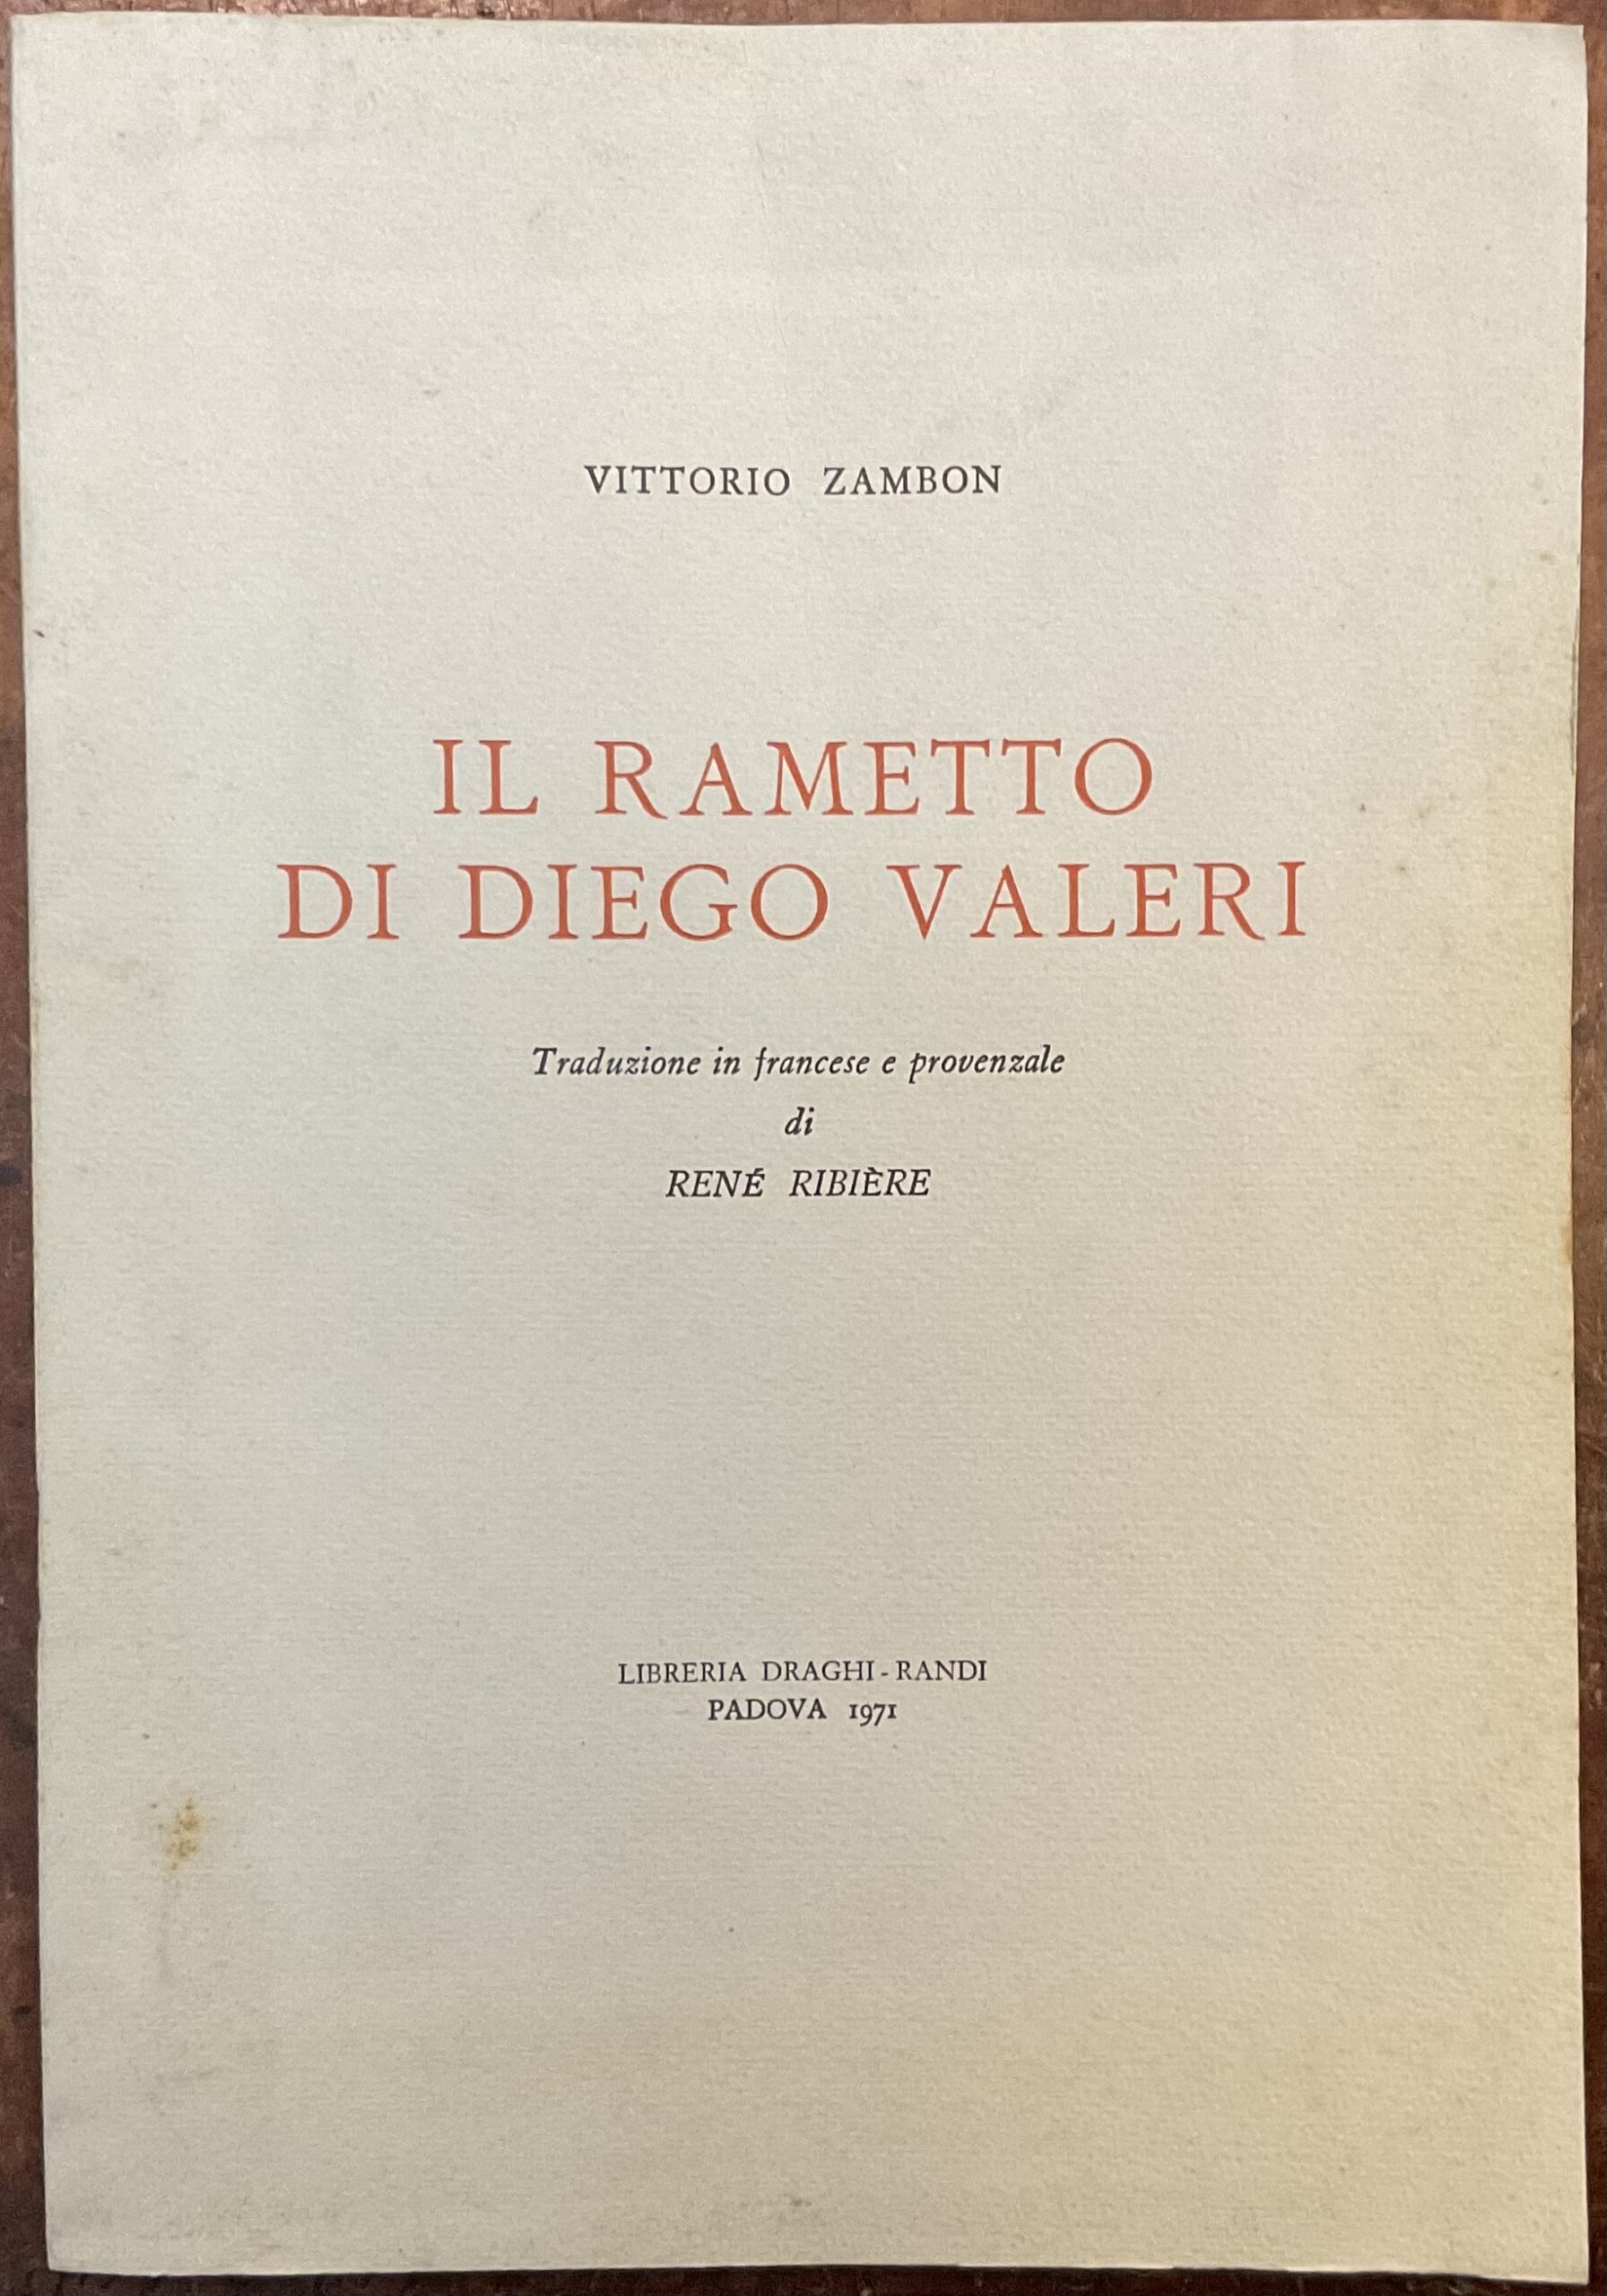 VITTORIO ZAMBON
IL RAMETTO
DI DIEGO VALERI
Traduzione in francese e provenzale
di
RENÉ RIBIÈRE
LIBRERIA DRAGHI-RANDI
PADOVA 1971